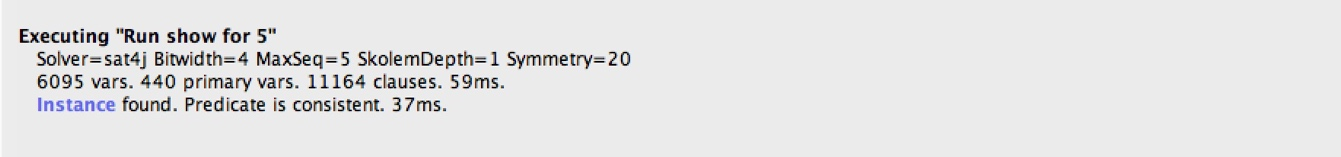 Executing "Run show for 5"
Solver=sat4j Bitwidth=4 MaxSeq=5 SkolemDepth=1 Symmetry=20
6095 vars. 440 primary vars. 11164 clauses. 59ms.
Instance found. Predicate is consistent. 37ms.